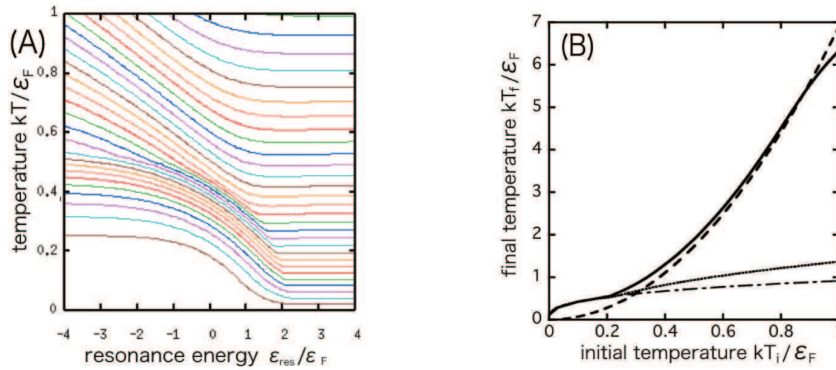 (A)
1
0.8
0.6
0.4
0.2
0
temperature kT/ε_F
-4 -3 -2 -1 0 1 2 3 4
resonance energy ε_res/ε_F
(B)
7
6
5
4
3
2
1
0
final temperature kT_f/ε_F
0 0.2 0.4 0.6 0.8 1
initial temperature kT_i/ε_F